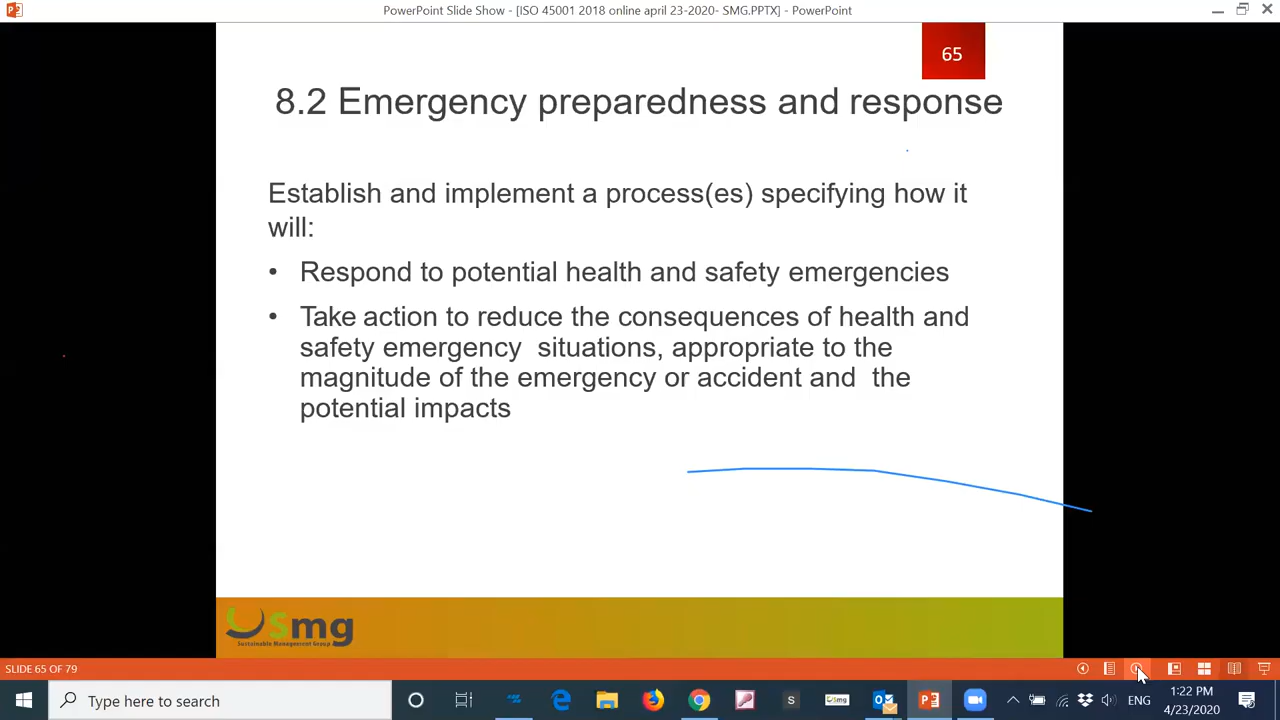 PowerPoint Slide Show - [ISO 45001 2018 online april 23-2020- SMG.PPTX] - PowerPoint
65
8.2 Emergency preparedness and response
Establish and implement a process(es) specifying how it
will:
• Respond to potential health and safety emergencies
• Take action to reduce the consequences of health and
safety emergency situations, appropriate to the
magnitude of the emergency or accident and the
potential impacts
Smg
Sustainable Management Group
SLIDE 65 OF 79
Type here to search
S
Smg
ENG
1:22 PM
4/23/2020